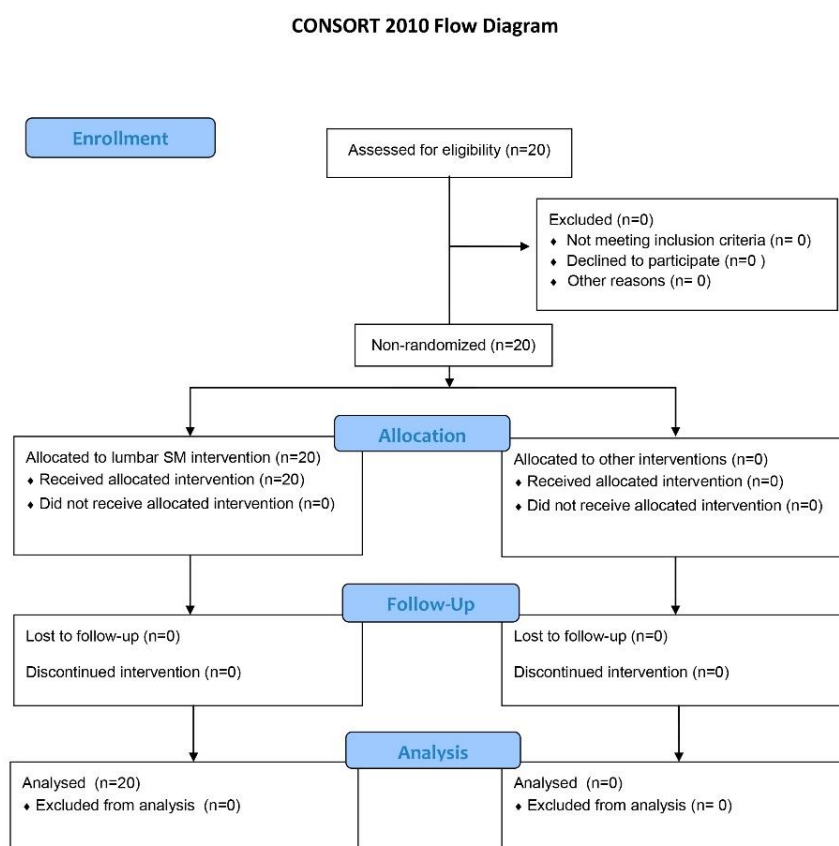 CONSORT 2010 Flow Diagram
Enrollment
Assessed for eligibility (n=20)
Excluded (n=0)
♦ Not meeting inclusion criteria (n= 0)
♦ Declined to participate (n=0 )
♦ Other reasons (n= 0)
Non-randomized (n=20)
Allocation
Allocated to lumbar SM intervention (n=20)
♦ Received allocated intervention (n=20)
♦ Did not receive allocated intervention (n=0)
Allocated to other interventions (n=0)
♦ Received allocated intervention (n=0)
♦ Did not receive allocated intervention (n=0)
Follow-Up
Lost to follow-up (n=0)
Discontinued intervention (n=0)
Lost to follow-up (n=0)
Discontinued intervention (n=0)
Analysis
Analysed (n=20)
♦ Excluded from analysis (n=0)
Analysed (n=0)
♦ Excluded from analysis (n= 0)